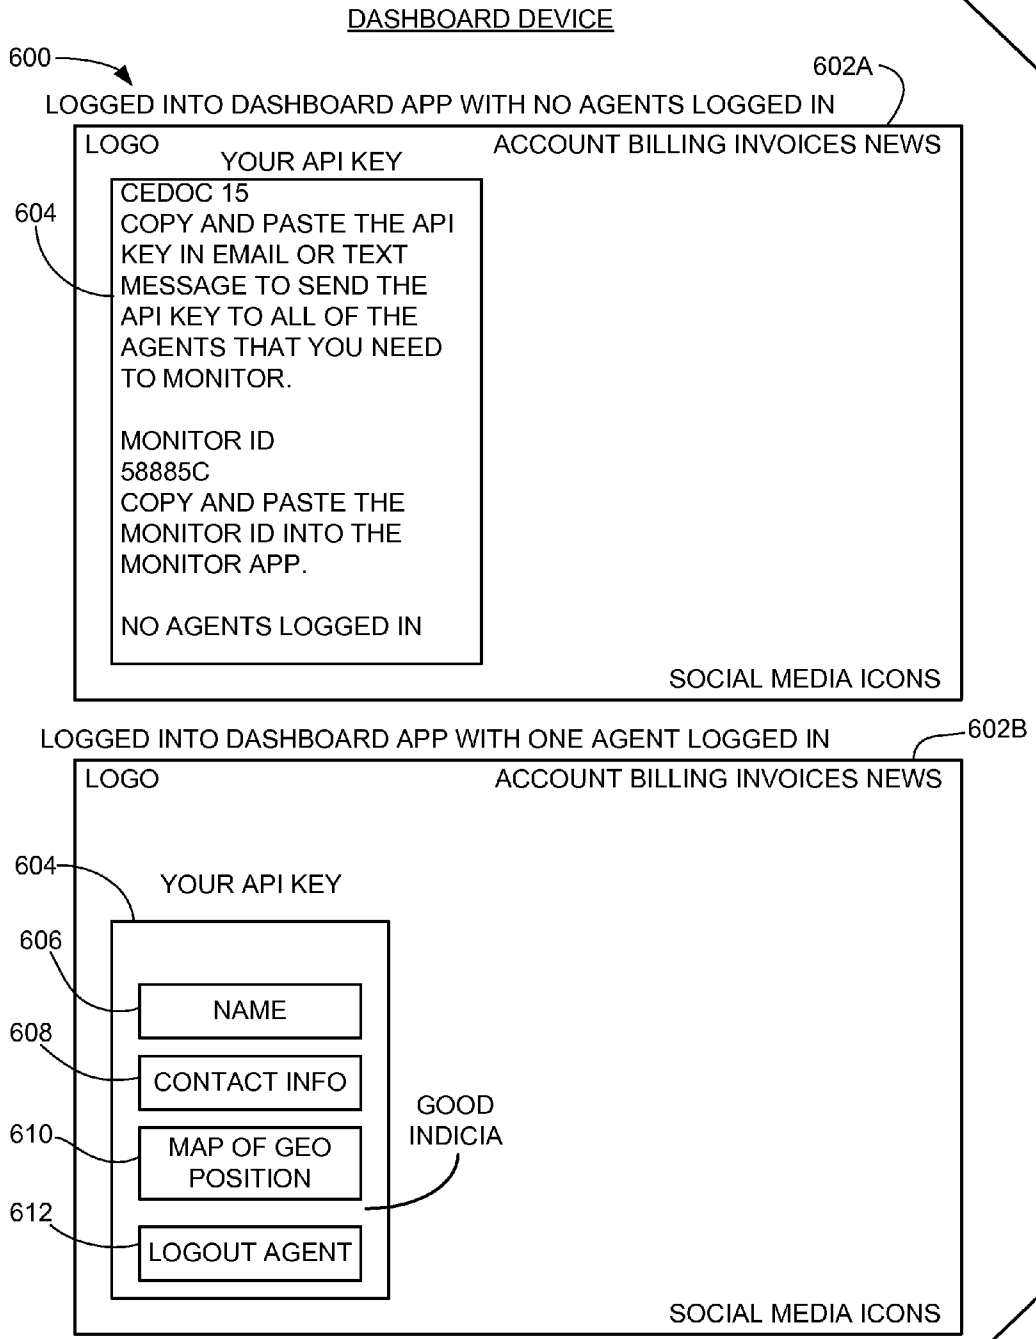 DASHBOARD DEVICE
600
602A
LOGGED INTO DASHBOARD APP WITH NO AGENTS LOGGED IN
LOGO
ACCOUNT BILLING INVOICES NEWS
YOUR API KEY
604
CEDOC 15
COPY AND PASTE THE API
KEY IN EMAIL OR TEXT
MESSAGE TO SEND THE
API KEY TO ALL OF THE
AGENTS THAT YOU NEED
TO MONITOR.
MONITOR ID
58885C
COPY AND PASTE THE
MONITOR ID INTO THE
MONITOR APP.
NO AGENTS LOGGED IN
SOCIAL MEDIA ICONS
LOGGED INTO DASHBOARD APP WITH ONE AGENT LOGGED IN
602B
LOGO
ACCOUNT BILLING INVOICES NEWS
604
YOUR API KEY
606
NAME
608
CONTACT INFO
GOOD
INDICIA
610
MAP OF GEO
POSITION
612
LOGOUT AGENT
SOCIAL MEDIA ICONS